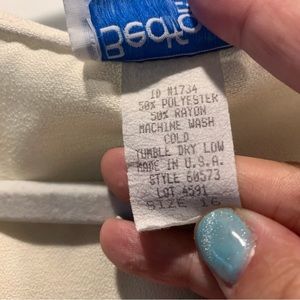 Bedfo
ID #1734
50% POLYESTER
50% RAYON
MACHINE WASH
COLD
TUMBLE DRY LOW
MADE IN U.S.A.
STYLE 60573
LOT 4591
SIZE 16